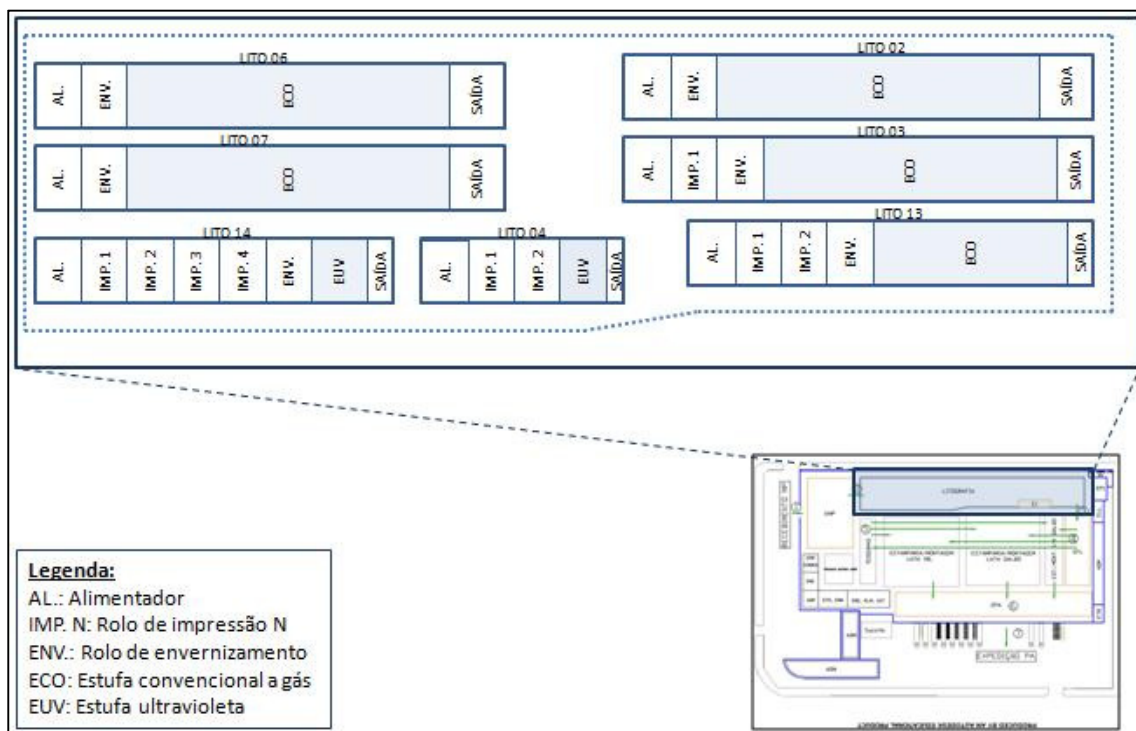 LITO 06
AL. ENV. ECO SAÍDA
LITO 02
AL. ENV. ECO SAÍDA
LITO 07
AL. ENV. ECO SAÍDA
LITO 03
AL. IMP. 1 ENV. ECO SAÍDA
LITO 14
AL. IMP. 1 IMP. 2 IMP. 3 IMP. 4 ENV. EUV SAÍDA
LITO 04
AL. IMP. 1 IMP. 2 EUV SAÍDA
LITO 13
AL. IMP. 1 IMP. 2 ENV. ECO SAÍDA
LITOGRAFIA
RECEBIMENTO MP
EXPEDIÇÃO PA
PRODUCED BY AN AUTODESK EDUCATIONAL PRODUCT
Legenda:
AL.: Alimentador
IMP. N: Rolo de impressão N
ENV.: Rolo de envernizamento
ECO: Estufa convencional a gás
EUV: Estufa ultravioleta